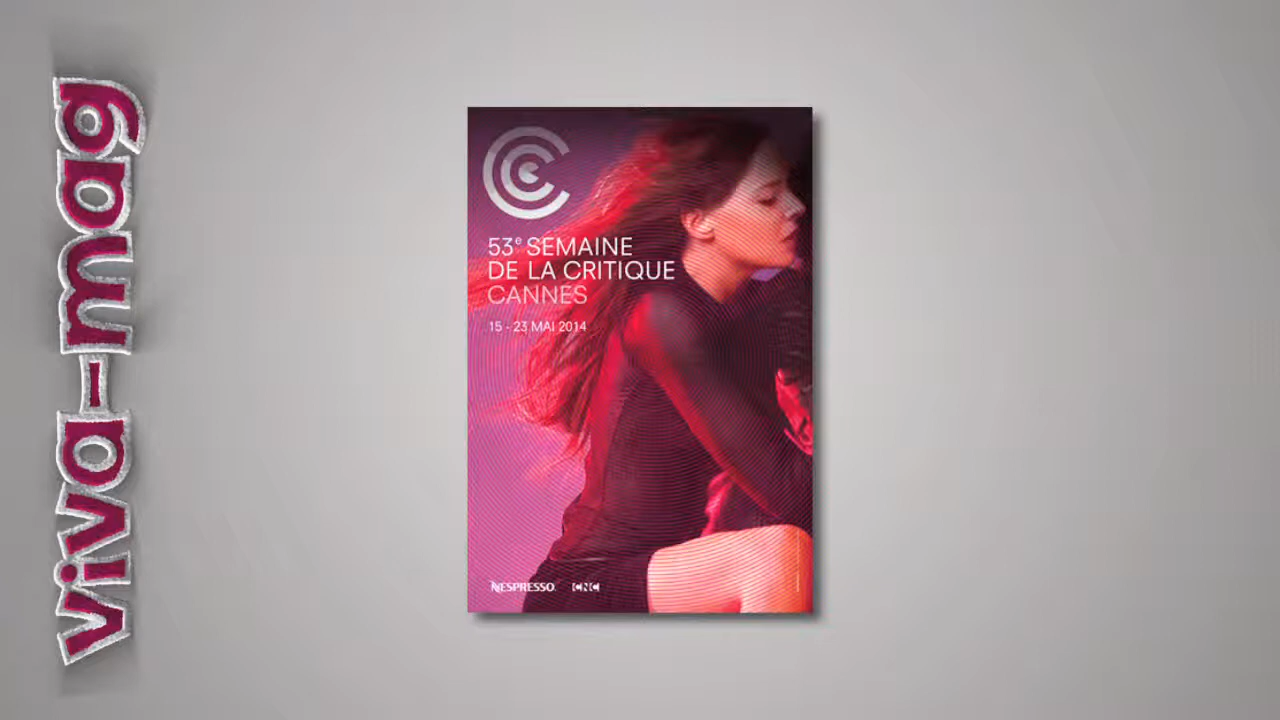 viva-mag
53e SEMAINE
DE LA CRITIQUE
CANNES
15 - 23 MAI 2014
NESPRESSO. CNC